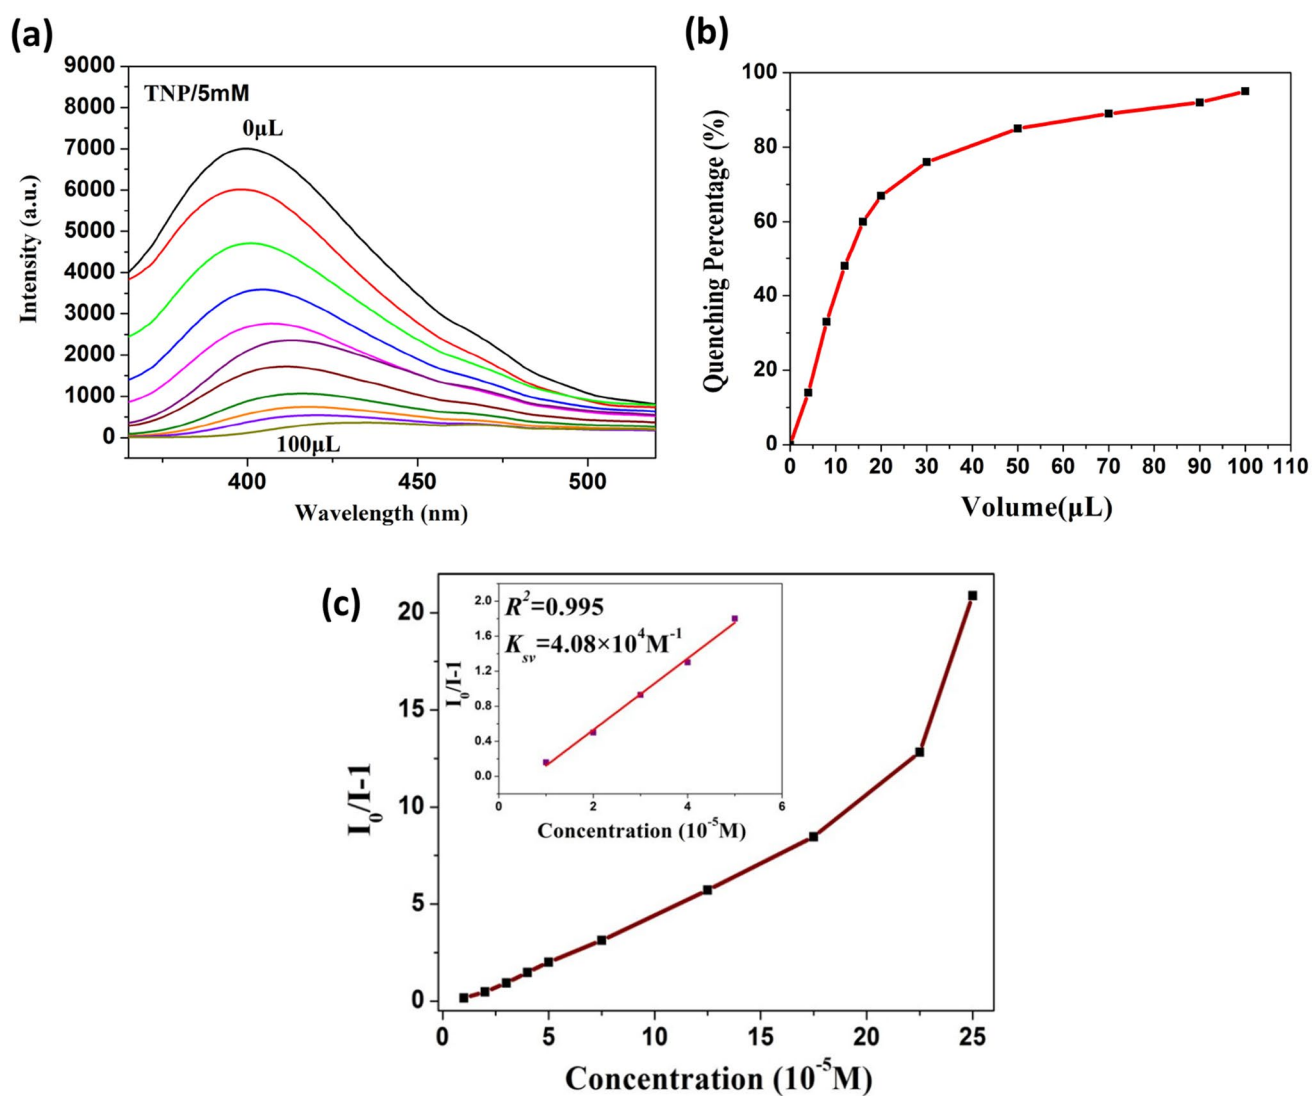 (a)
9000
8000
7000
6000
5000
4000
3000
2000
1000
0
Intensity (a.u.)
TNP/5mM
0μL
100μL
400 450 500
Wavelength (nm)
(b)
100
80
60
40
20
0
Quenching Percentage (%)
0 10 20 30 40 50 60 70 80 90 100 110
Volume(μL)
(c)
20
15
10
5
0
I₀/I-1
2.0
1.6
1.2
0.8
0.4
0.0
I₀/I-1
R²=0.995
Kₛᵥ=4.08×10⁴M⁻¹
0 2 4 6
Concentration (10⁻⁵M)
0 5 10 15 20 25
Concentration (10⁻⁵M)